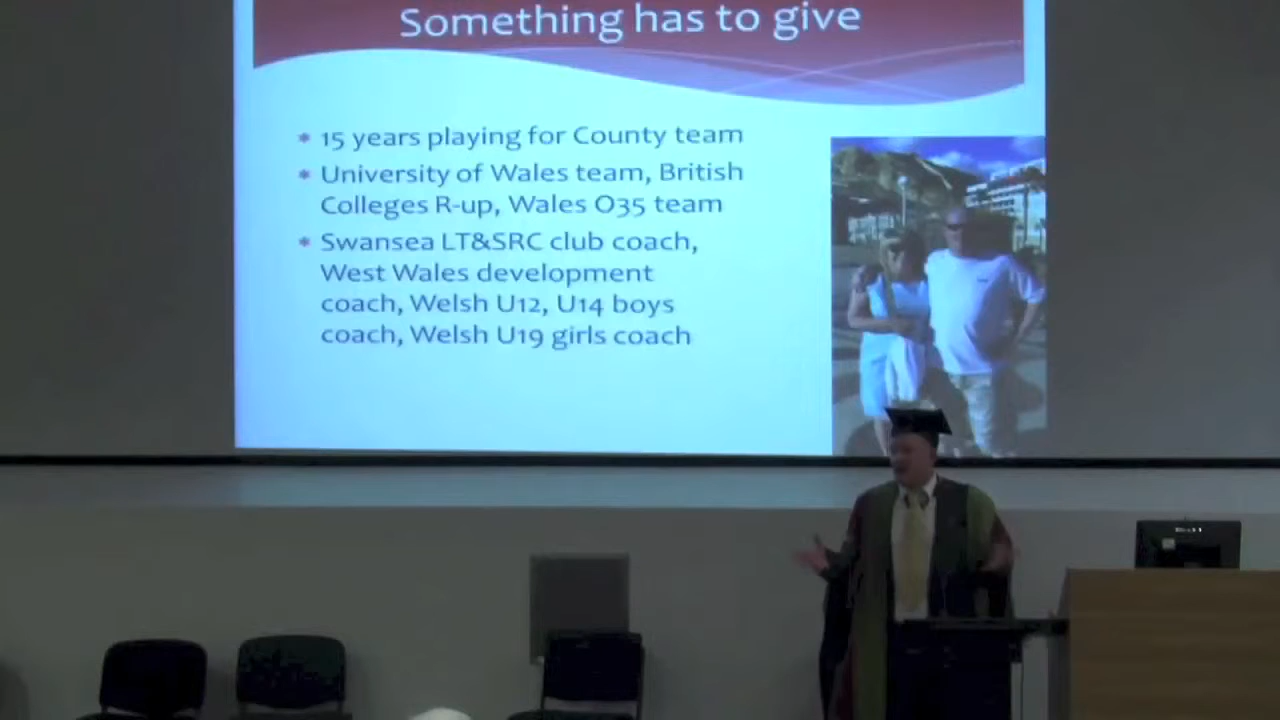 Something has to give
* 15 years playing for County team
* University of Wales team, British
Colleges R-up, Wales O35 team
* Swansea LT&SRC club coach,
West Wales development
coach, Welsh U12, U14 boys
coach, Welsh U19 girls coach